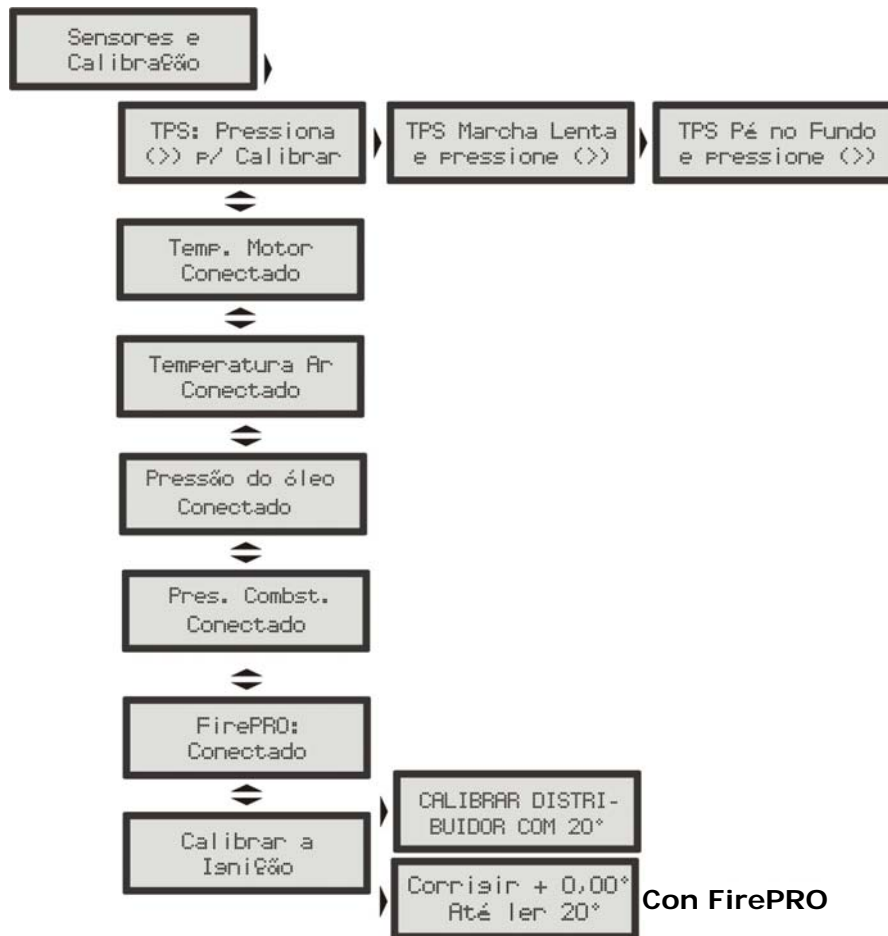 Sensores e
Calibração
TPS: Pressiona
(>) p/ Calibrar
TPS Marcha Lenta
e pressione (>)
TPS Pé no Fundo
e pressione (>)
Temp. Motor
Conectado
Temperatura Ar
Conectado
Pressão do óleo
Conectado
Pres. Combst.
Conectado
FirePRO:
Conectado
Calibrar a
Ignição
CALIBRAR DISTRI-
BUIDOR COM 20°
Corrigir + 0,00°
Até ler 20°
Con FirePRO